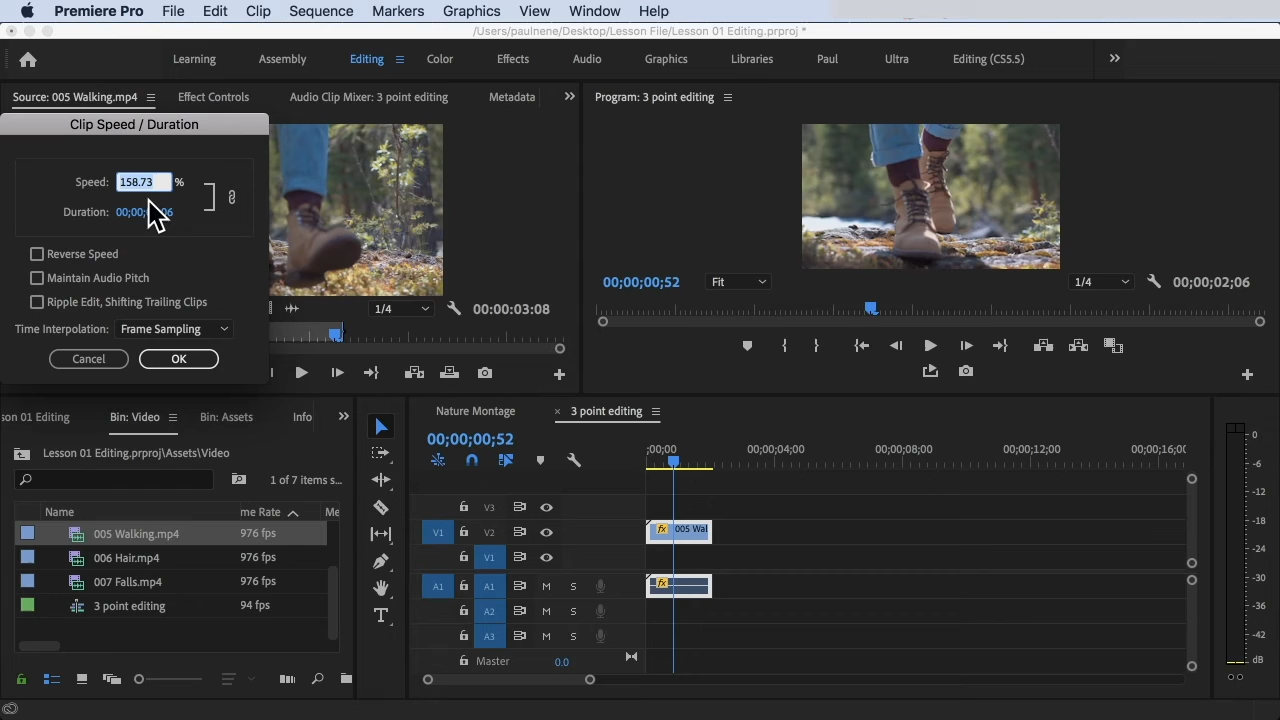 Premiere Pro File Edit Clip Sequence Markers Graphics View Window Help
/Users/paulnene/Desktop/Lesson File/Lesson 01 Editing.prproj *
Learning Assembly Editing Color Effects Audio Graphics Libraries Paul Ultra Editing (CS5.5)
Source: 005 Walking.mp4 Effect Controls Audio Clip Mixer: 3 point editing Metadata
Program: 3 point editing
Clip Speed / Duration
Speed: 158.73 %
Duration: 00;00;
Reverse Speed
Maintain Audio Pitch
Ripple Edit, Shifting Trailing Clips
Time Interpolation: Frame Sampling
Cancel OK
1/4 00:00:03:08
00;00;00;52 Fit 1/4 00;00;02;06
son 01 Editing Bin: Video Bin: Assets Info
Lesson 01 Editing.prproj\Assets\Video
1 of 7 items s...
Name me Rate Me
005 Walking.mp4 976 fps
006 Hair.mp4 976 fps
007 Falls.mp4 976 fps
3 point editing 94 fps
Nature Montage × 3 point editing
00;00;00;52
:00;00 00;00;04;00 00;00;08;00 00;00;12;00 00;00;16;00
V3
V1 V2 fx 005 Wal
V1
A1 A1 M S fx
A2 M S
A3 M S
Master 0.0
0
-6
-12
-18
-24
-30
-36
-42
dB